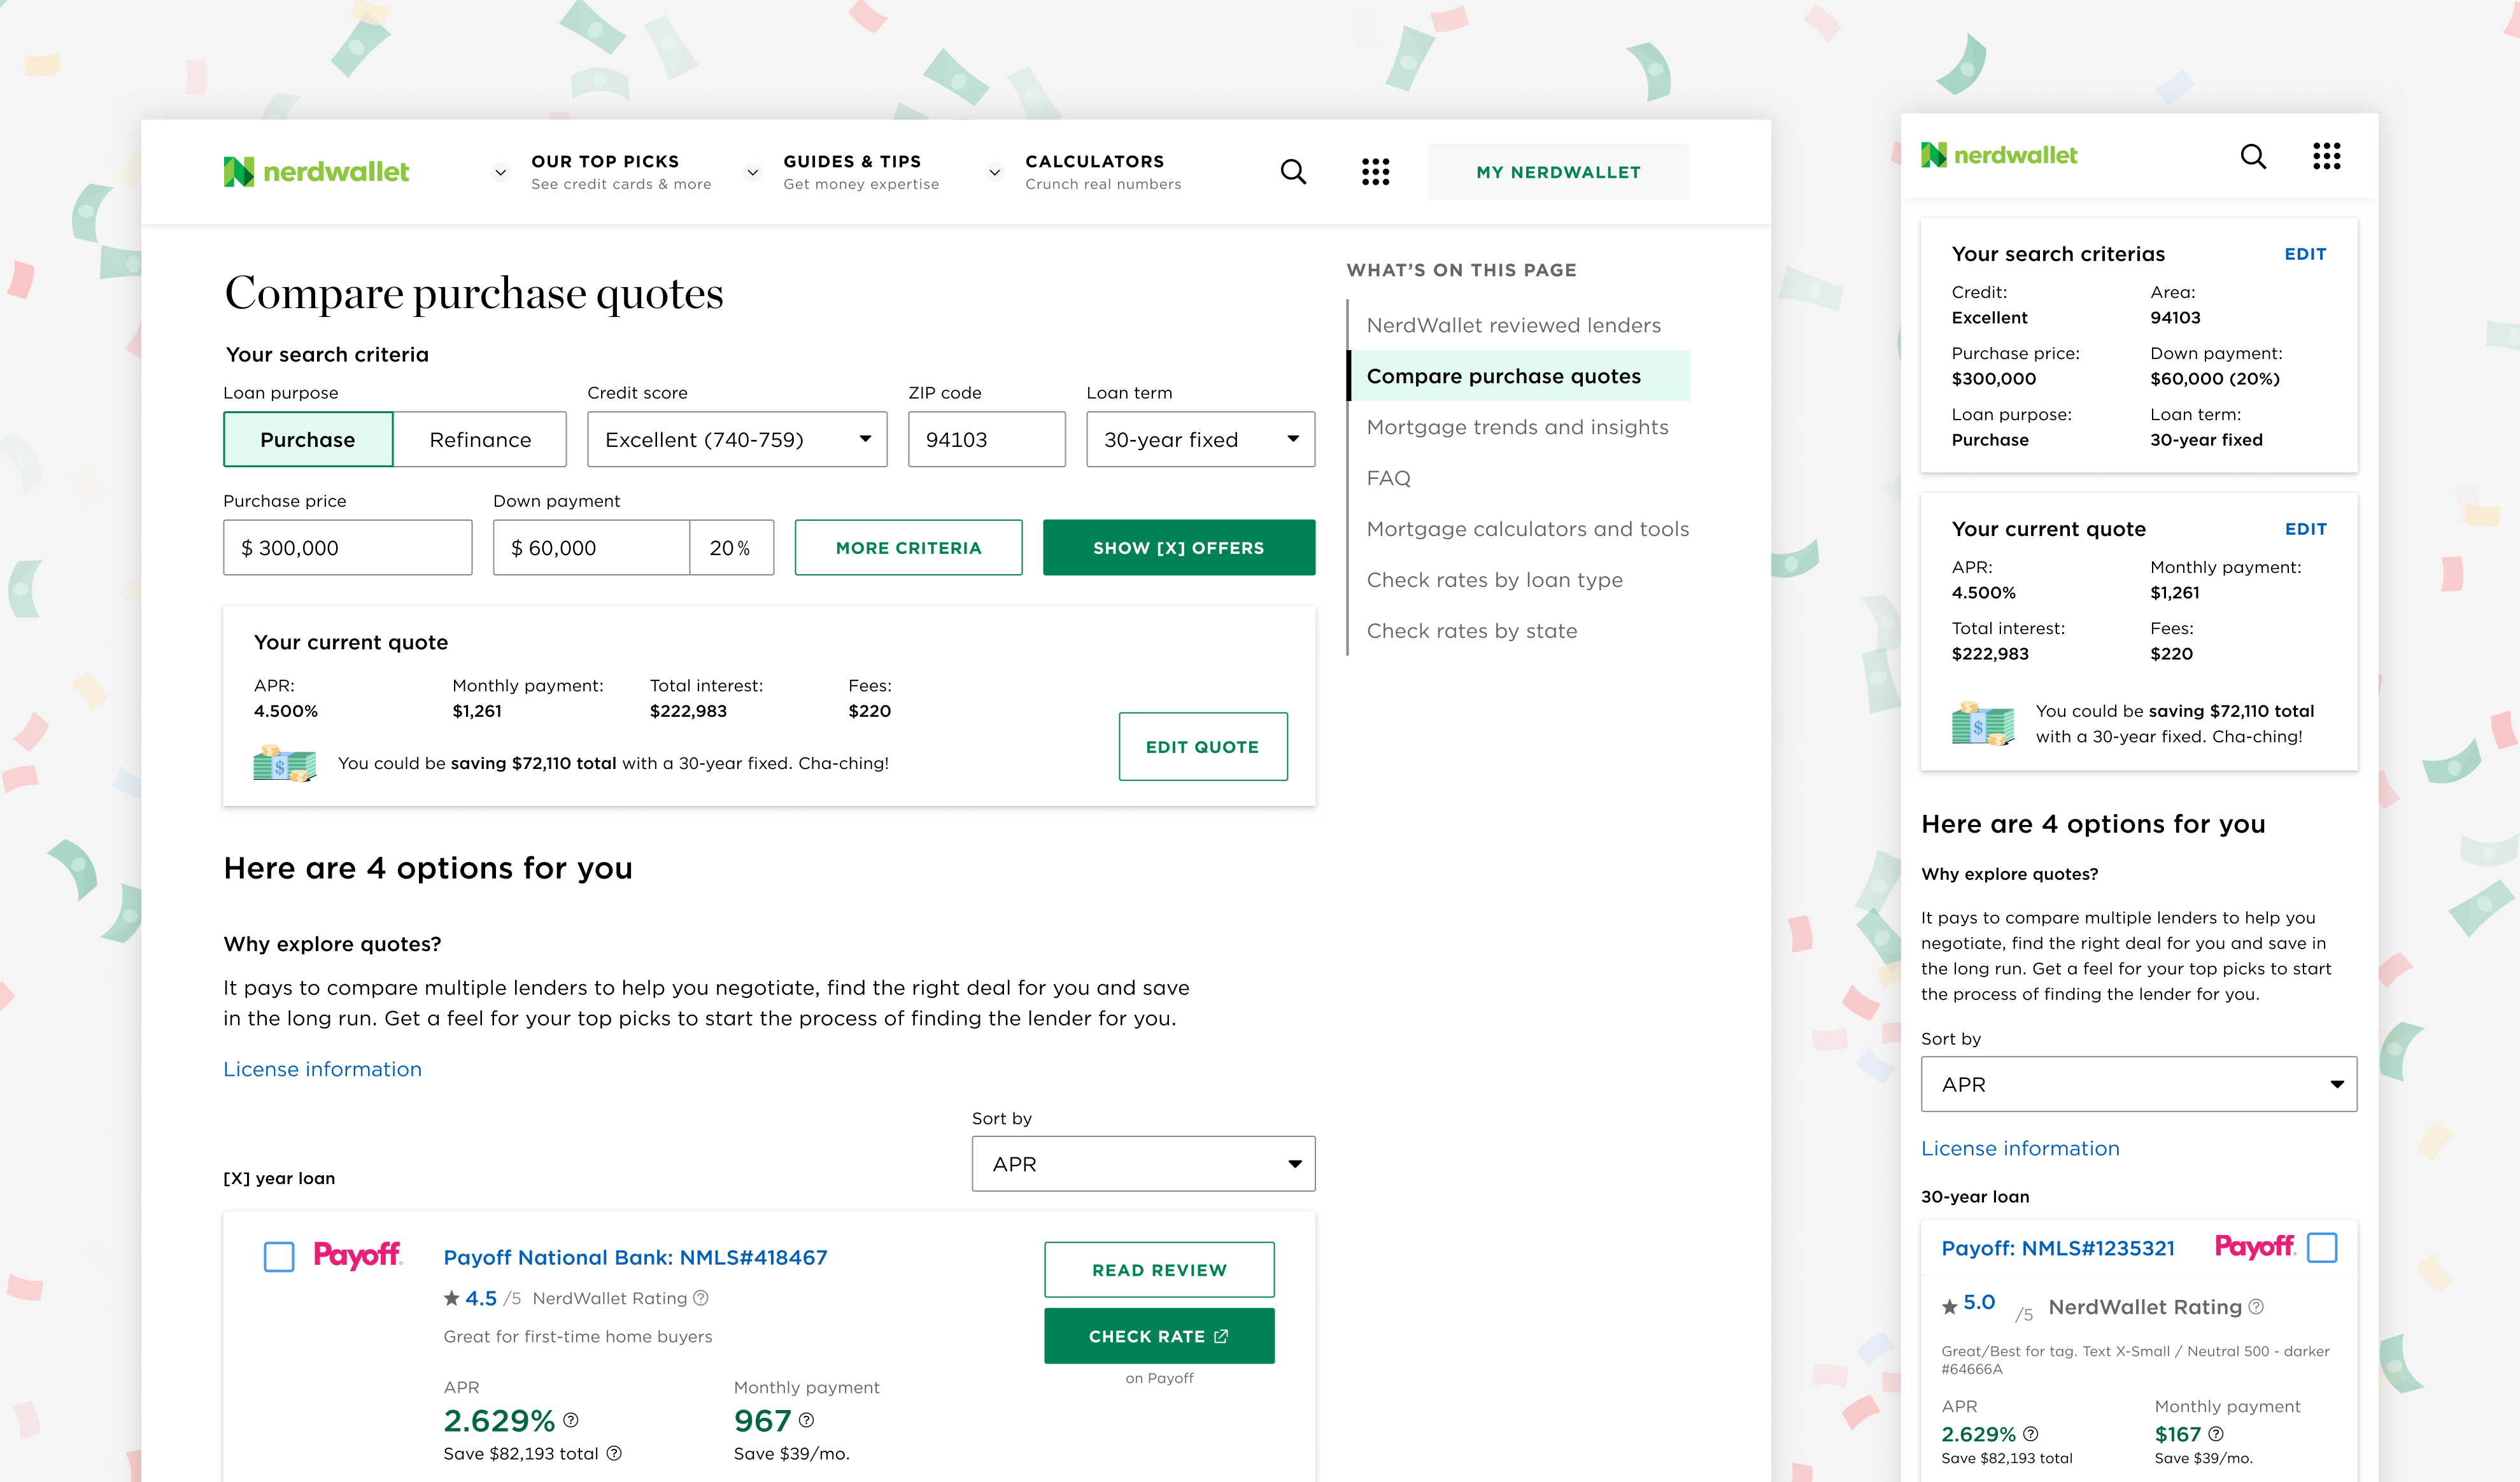 nerdwallet
OUR TOP PICKS
See credit cards & more
GUIDES & TIPS
Get money expertise
CALCULATORS
Crunch real numbers
MY NERDWALLET
Compare purchase quotes
Your search criteria
Loan purpose
Purchase
Refinance
Credit score
Excellent (740-759)
ZIP code
94103
Loan term
30-year fixed
Purchase price
$ 300,000
Down payment
$ 60,000
20%
MORE CRITERIA
SHOW [X] OFFERS
Your current quote
APR:
4.500%
Monthly payment:
$1,261
Total interest:
$222,983
Fees:
$220
$
You could be saving $72,110 total with a 30-year fixed. Cha-ching!
EDIT QUOTE
Here are 4 options for you
Why explore quotes?
It pays to compare multiple lenders to help you negotiate, find the right deal for you and save
in the long run. Get a feel for your top picks to start the process of finding the lender for you.
License information
Sort by
APR
[X] year loan
Payoff
Payoff National Bank: NMLS#418467
4.5 /5 NerdWallet Rating ?
Great for first-time home buyers
APR
2.629% ?
Save $82,193 total ?
Monthly payment
967 ?
Save $39/mo.
READ REVIEW
CHECK RATE
on Payoff
WHAT’S ON THIS PAGE
NerdWallet reviewed lenders
Compare purchase quotes
Mortgage trends and insights
FAQ
Mortgage calculators and tools
Check rates by loan type
Check rates by state
nerdwallet
Your search criterias
EDIT
Credit:
Excellent
Area:
94103
Purchase price:
$300,000
Down payment:
$60,000 (20%)
Loan purpose:
Purchase
Loan term:
30-year fixed
Your current quote
EDIT
APR:
4.500%
Monthly payment:
$1,261
Total interest:
$222,983
Fees:
$220
$
You could be saving $72,110 total
with a 30-year fixed. Cha-ching!
Here are 4 options for you
Why explore quotes?
It pays to compare multiple lenders to help you
negotiate, find the right deal for you and save in
the long run. Get a feel for your top picks to start
the process of finding the lender for you.
Sort by
APR
License information
30-year loan
Payoff: NMLS#1235321
Payoff
5.0 /5 NerdWallet Rating ?
Great/Best for tag. Text X-Small / Neutral 500 - darker
#64666A
APR
2.629% ?
Save $82,193 total
Monthly payment
$167 ?
Save $39/mo.